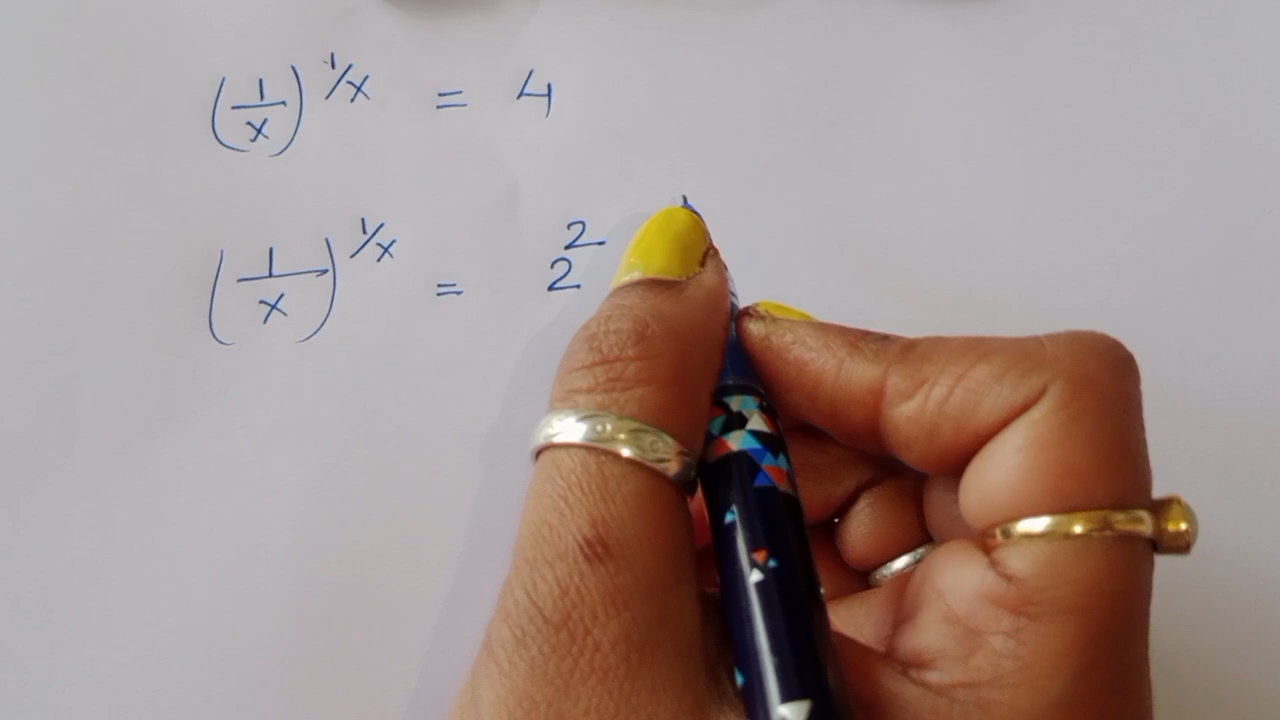 (1/x)^1/x = 4
(1/x)^1/x = 2^2